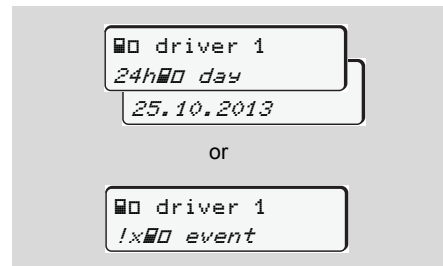 🖩▯ driver 1
24h🖩▯ day
25.10.2013
or
🖩▯ driver 1
!x🖩▯ event